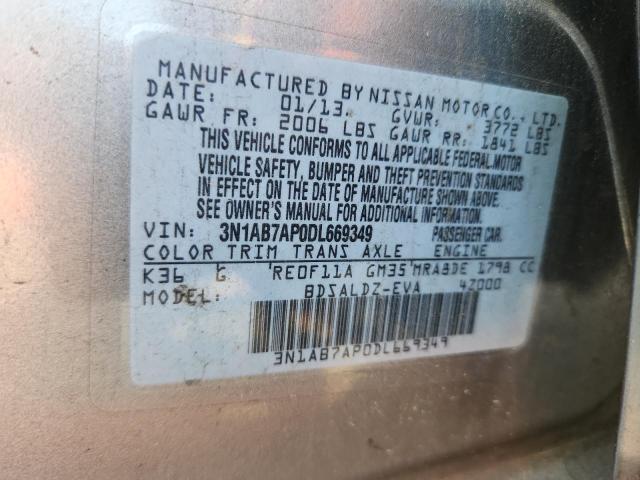 MANUFACTURED BY NISSAN MOTOR CO., LTD.
DATE: 01/13 GVWR: 3772 LBS
GAWR FR: 2006 LBS GAWR RR: 1841 LBS
THIS VEHICLE CONFORMS TO ALL APPLICABLE FEDERAL MOTOR
VEHICLE SAFETY, BUMPER AND THEFT PREVENTION STANDARDS
IN EFFECT ON THE DATE OF MANUFACTURE SHOWN ABOVE.
SEE OWNER'S MANUAL FOR ADDITIONAL INFORMATION
VIN: 3N1AB7AP0DL669349 PASSENGER CAR.
COLOR TRIM TRANS AXLE ENGINE
K36 G RE0F11A GM35 MRA8DE 1798 CC
MODEL: BDSALDZ-EVA 4Z000
3N1AB7AP0DL669349